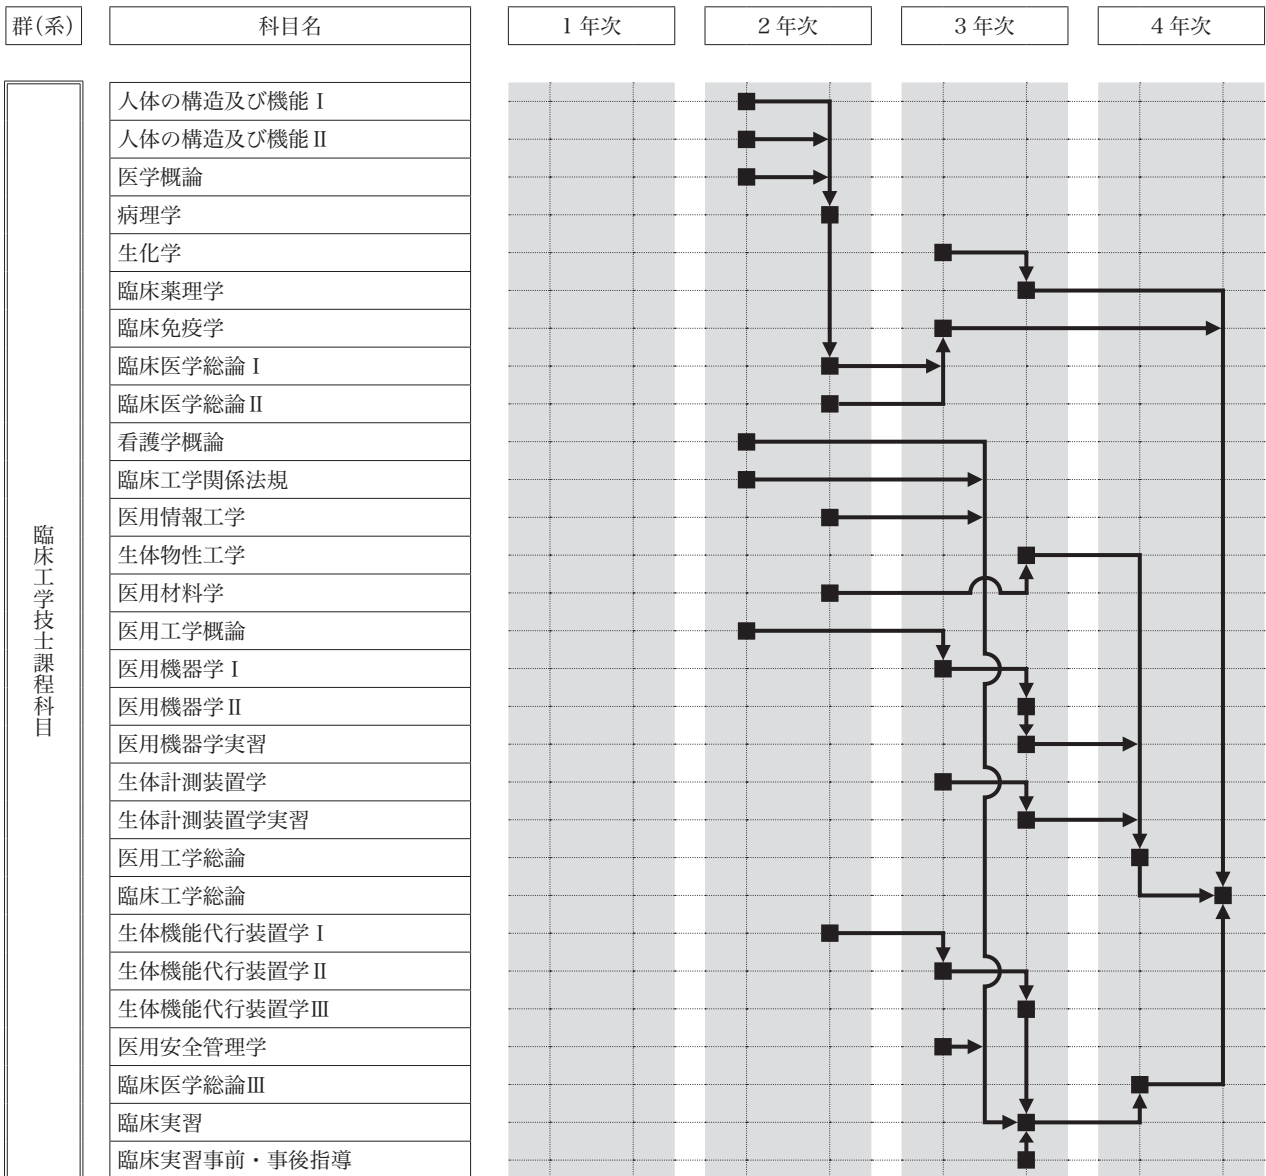 群（系）
科目名
1 年次
2 年次
3 年次
4 年次
臨床工学技士課程科目
人体の構造及び機能Ⅰ
人体の構造及び機能Ⅱ
医学概論
病理学
生化学
臨床薬理学
臨床免疫学
臨床医学総論Ⅰ
臨床医学総論Ⅱ
看護学概論
臨床工学関係法規
医用情報工学
生体物性工学
医用材料学
医用工学概論
医用機器学Ⅰ
医用機器学Ⅱ
医用機器学実習
生体計測装置学
生体計測装置学実習
医用工学総論
臨床工学総論
生体機能代行装置学Ⅰ
生体機能代行装置学Ⅱ
生体機能代行装置学Ⅲ
医用安全管理学
臨床医学総論Ⅲ
臨床実習
臨床実習事前・事後指導